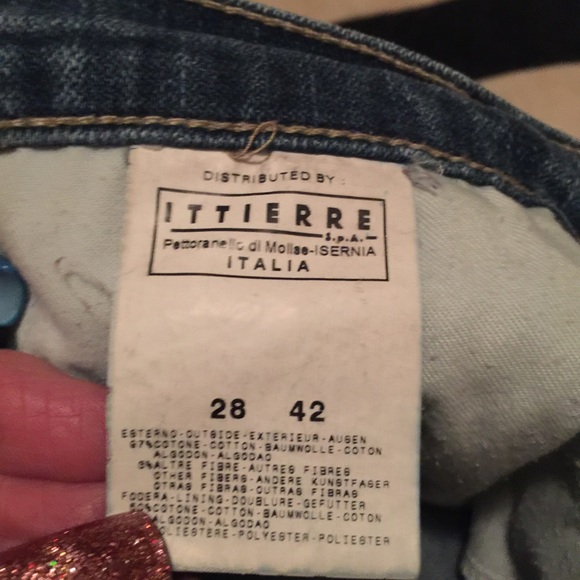 DISTRIBUTED BY :
ITTIERRE
S.p.A.
Pettoranello di Molise-ISERNIA
ITALIA
28 42
ESTERNO-OUTSIDE-EXTERIEUR-AUSEN
97%COTONE-COTTON-BAUMWOLLE-COTON
ALGODON-ALGODAO
3%ALTRE FIBRE-AUTRES FIBRES
OTHER FIBERS-ANDERE KUNSTFASER
OTRAS FIBRAS-OUTRAS FIBRAS
FODERA-LINING-DOUBLURE-GEFUTTER
COTONE-COTTON-BAUMWOLLE-COTON
ALGODON-ALGODAO
POLIESTERE-POLYESTER-POLIESTER